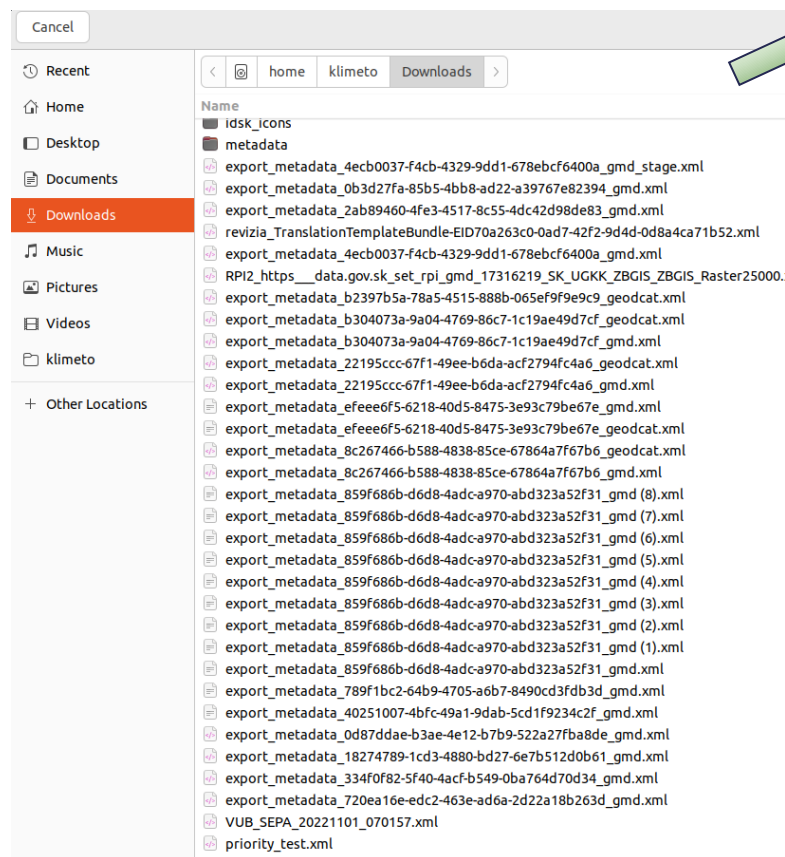 Cancel
Recent
Home
Desktop
Documents
Downloads
Music
Pictures
Videos
klimeto
+ Other Locations
< home klimeto Downloads >
Name
idsk_icons
metadata
export_metadata_4ecb0037-f4cb-4329-9dd1-678ebcf6400a_gmd_stage.xml
export_metadata_0b3d27fa-85b5-4bb8-ad22-a39767e82394_gmd.xml
export_metadata_2ab89460-4fe3-4517-8c55-4dc42d98de83_gmd.xml
revizia_TranslationTemplateBundle-EID70a263c0-0ad7-42f2-9d4d-0d8a4ca71b52.xml
export_metadata_4ecb0037-f4cb-4329-9dd1-678ebcf6400a_gmd.xml
RPI2_https___data.gov.sk_set_rpi_gmd_17316219_SK_UGKK_ZBGIS_ZBGIS_Raster25000.
export_metadata_b2397b5a-78a5-4515-888b-065ef9f9e9c9_geodcat.xml
export_metadata_b304073a-9a04-4769-86c7-1c19ae49d7cf_geodcat.xml
export_metadata_b304073a-9a04-4769-86c7-1c19ae49d7cf_gmd.xml
export_metadata_22195ccc-67f1-49ee-b6da-acf2794fc4a6_geodcat.xml
export_metadata_22195ccc-67f1-49ee-b6da-acf2794fc4a6_gmd.xml
export_metadata_efeee6f5-6218-40d5-8475-3e93c79be67e_gmd.xml
export_metadata_efeee6f5-6218-40d5-8475-3e93c79be67e_geodcat.xml
export_metadata_8c267466-b588-4838-85ce-67864a7f67b6_geodcat.xml
export_metadata_8c267466-b588-4838-85ce-67864a7f67b6_gmd.xml
export_metadata_859f686b-d6d8-4adc-a970-abd323a52f31_gmd (8).xml
export_metadata_859f686b-d6d8-4adc-a970-abd323a52f31_gmd (7).xml
export_metadata_859f686b-d6d8-4adc-a970-abd323a52f31_gmd (6).xml
export_metadata_859f686b-d6d8-4adc-a970-abd323a52f31_gmd (5).xml
export_metadata_859f686b-d6d8-4adc-a970-abd323a52f31_gmd (4).xml
export_metadata_859f686b-d6d8-4adc-a970-abd323a52f31_gmd (3).xml
export_metadata_859f686b-d6d8-4adc-a970-abd323a52f31_gmd (2).xml
export_metadata_859f686b-d6d8-4adc-a970-abd323a52f31_gmd (1).xml
export_metadata_859f686b-d6d8-4adc-a970-abd323a52f31_gmd.xml
export_metadata_789f1bc2-64b9-4705-a6b7-8490cd3fdb3d_gmd.xml
export_metadata_40251007-4bfc-49a1-9dab-5cd1f9234c2f_gmd.xml
export_metadata_0d87ddae-b3ae-4e12-b7b9-522a27fba8de_gmd.xml
export_metadata_18274789-1cd3-4880-bd27-6e7b512d0b61_gmd.xml
export_metadata_334f0f82-5f40-4acf-b549-0ba764d70d34_gmd.xml
export_metadata_720ea16e-edc2-463e-ad6a-2d22a18b263d_gmd.xml
VUB_SEPA_20221101_070157.xml
priority_test.xml